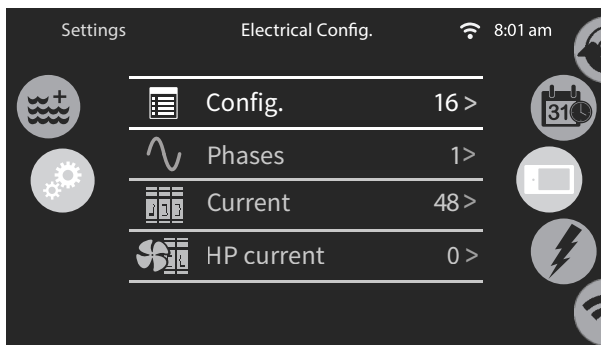 Settings Electrical Config. 8:01 am
Config. 16 >
31
Phases 1 >
Current 48 >
HP current 0 >